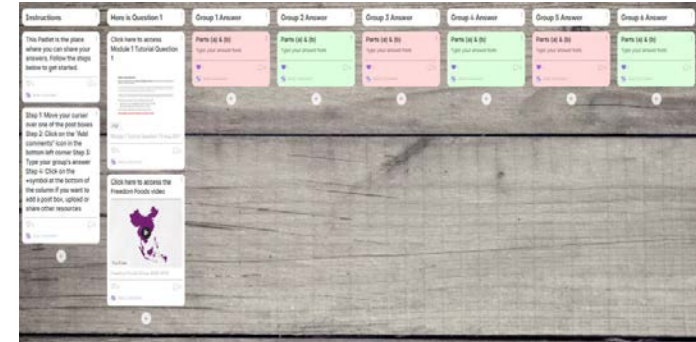 Instructions
Here is Question 1
Group 1 Answer
Group 2 Answer
Group 3 Answer
Group 4 Answer
Group 5 Answer
Group 6 Answer
This Padlet is the place
where you can share your
answers. Follow the steps
below to get started.
Step 1: Move your cursor
over one of the post boxes
Step 2: Click on the "Add
comments" icon in the
bottom left corner Step 3:
Type your group's answer
Step 4: Click on the
+symbol at the bottom of
the column if you want to
add a post box, upload or
share other resources
Click here to access
Module 1 Tutorial Question
1
Click here to access the
Freedom Foods video
YouTube
Parts (a) & (b)
Type your answer here
Parts (a) & (b)
Type your answer here
Parts (a) & (b)
Type your answer here
Parts (a) & (b)
Type your answer here
Parts (a) & (b)
Type your answer here
Parts (a) & (b)
Type your answer here